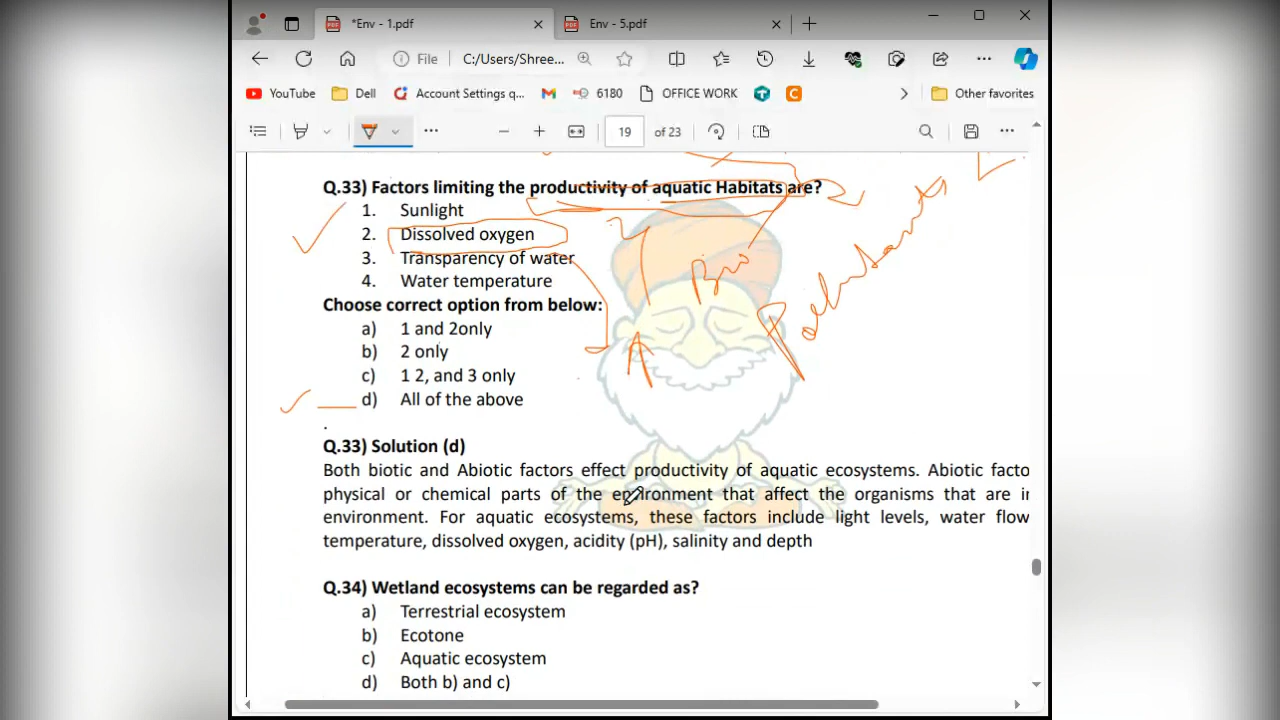 *Env - 1.pdf
Env - 5.pdf
File C:/Users/Shree...
YouTube Dell Account Settings q... 6180 OFFICE WORK Other favorites
19 of 23
Q.33) Factors limiting the productivity of aquatic Habitats are?
1. Sunlight
2. Dissolved oxygen
3. Transparency of water
4. Water temperature
Choose correct option from below:
a) 1 and 2only
b) 2 only
c) 1 2, and 3 only
d) All of the above
.
Q.33) Solution (d)
Both biotic and Abiotic factors effect productivity of aquatic ecosystems. Abiotic facto
physical or chemical parts of the environment that affect the organisms that are in
environment. For aquatic ecosystems, these factors include light levels, water flow
temperature, dissolved oxygen, acidity (pH), salinity and depth
Q.34) Wetland ecosystems can be regarded as?
a) Terrestrial ecosystem
b) Ecotone
c) Aquatic ecosystem
d) Both b) and c)